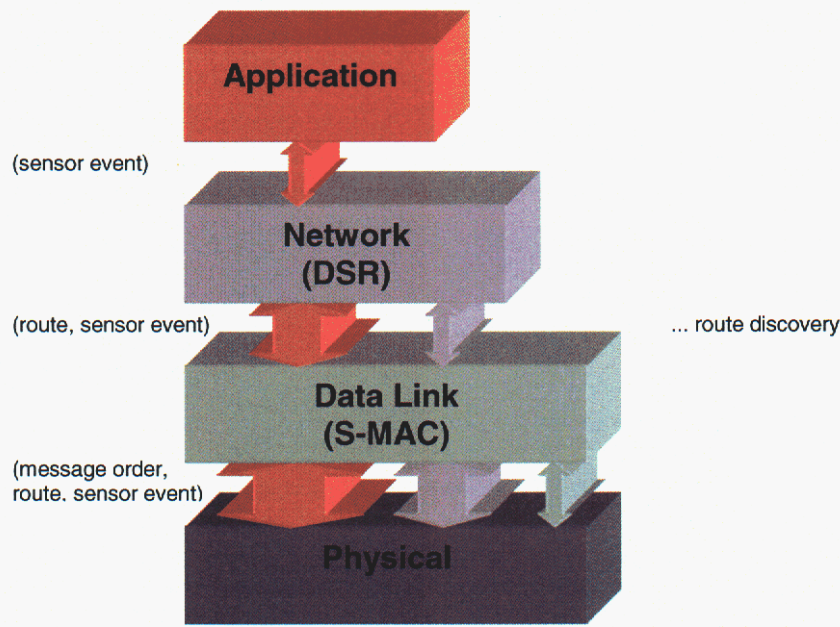 Application
(sensor event)
Network
(DSR)
(route, sensor event)
... route discovery
Data Link
(S-MAC)
(message order,
route, sensor event)
Physical